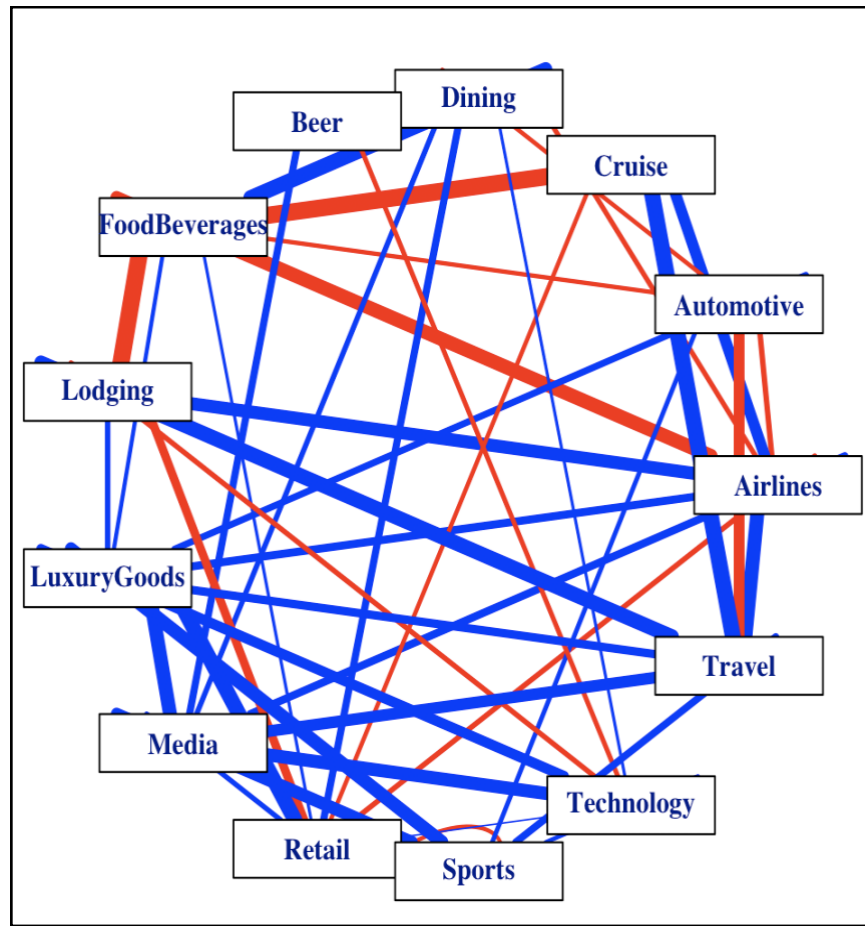 Dining
Beer
Cruise
FoodBeverages
Automotive
Lodging
Airlines
LuxuryGoods
Travel
Media
Technology
Retail
Sports